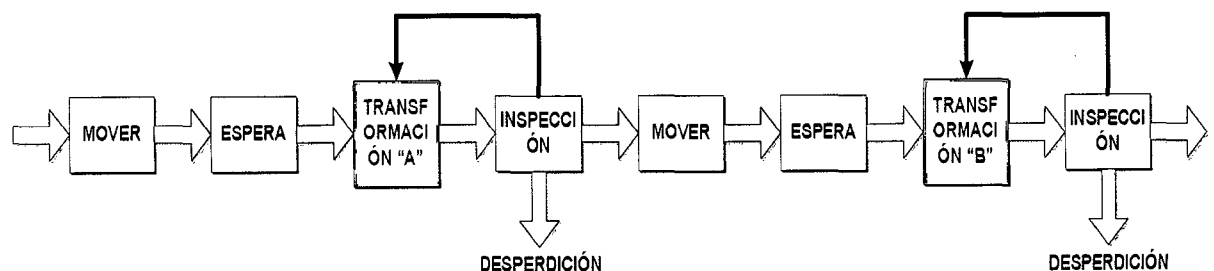 MOVER
ESPERA
TRANSF
ORMACI
ÓN "A"
INSPECCI
ÓN
MOVER
ESPERA
TRANSF
ORMACI
ÓN "B"
INSPECCI
ÓN
DESPERDICIÓN
DESPERDICIÓN